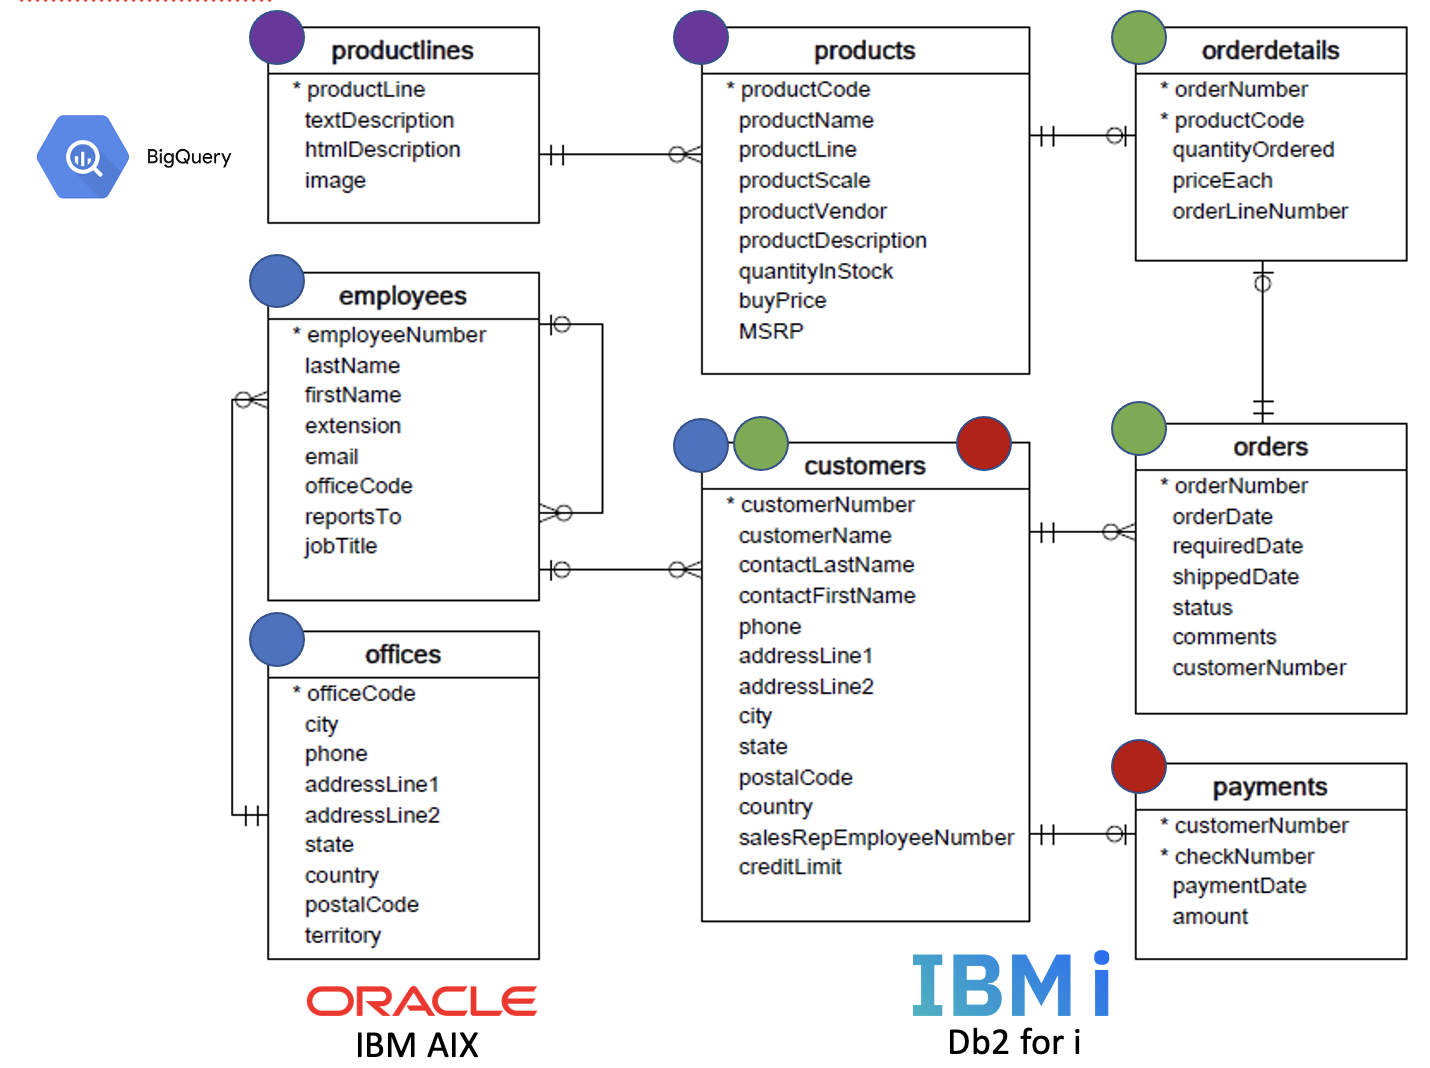 productlines
* productLine
textDescription
htmlDescription
image
BigQuery
products
* productCode
productName
productLine
productScale
productVendor
productDescription
quantityInStock
buyPrice
MSRP
orderdetails
* orderNumber
* productCode
quantityOrdered
priceEach
orderLineNumber
employees
* employeeNumber
lastName
firstName
extension
email
officeCode
reportsTo
jobTitle
customers
* customerNumber
customerName
contactLastName
contactFirstName
phone
addressLine1
addressLine2
city
state
postalCode
country
salesRepEmployeeNumber
creditLimit
orders
* orderNumber
orderDate
requiredDate
shippedDate
status
comments
customerNumber
offices
* officeCode
city
phone
addressLine1
addressLine2
state
country
postalCode
territory
payments
* customerNumber
* checkNumber
paymentDate
amount
ORACLE
IBM AIX
IBM i
Db2 for i